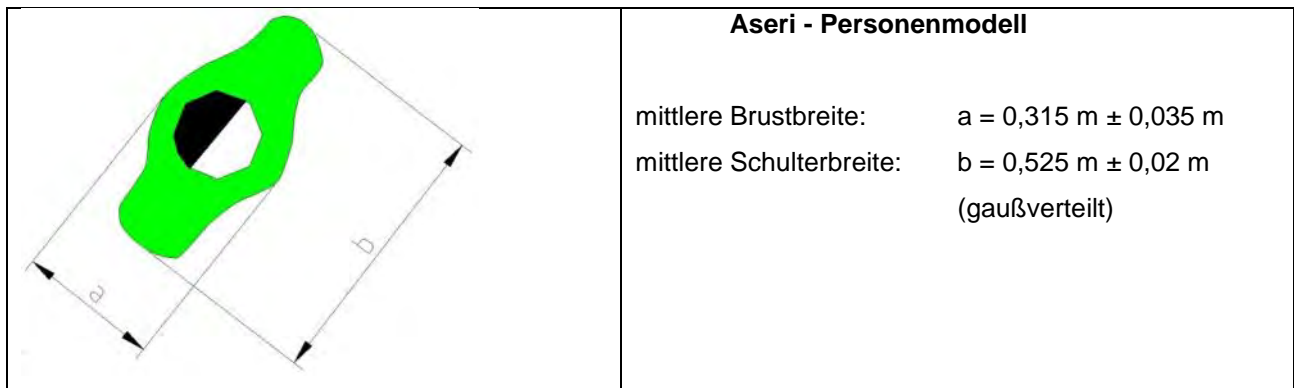 Aseri - Personenmodell
mittlere Brustbreite: a = 0,315 m ± 0,035 m
mittlere Schulterbreite: b = 0,525 m ± 0,02 m
(gaußverteilt)
a
b